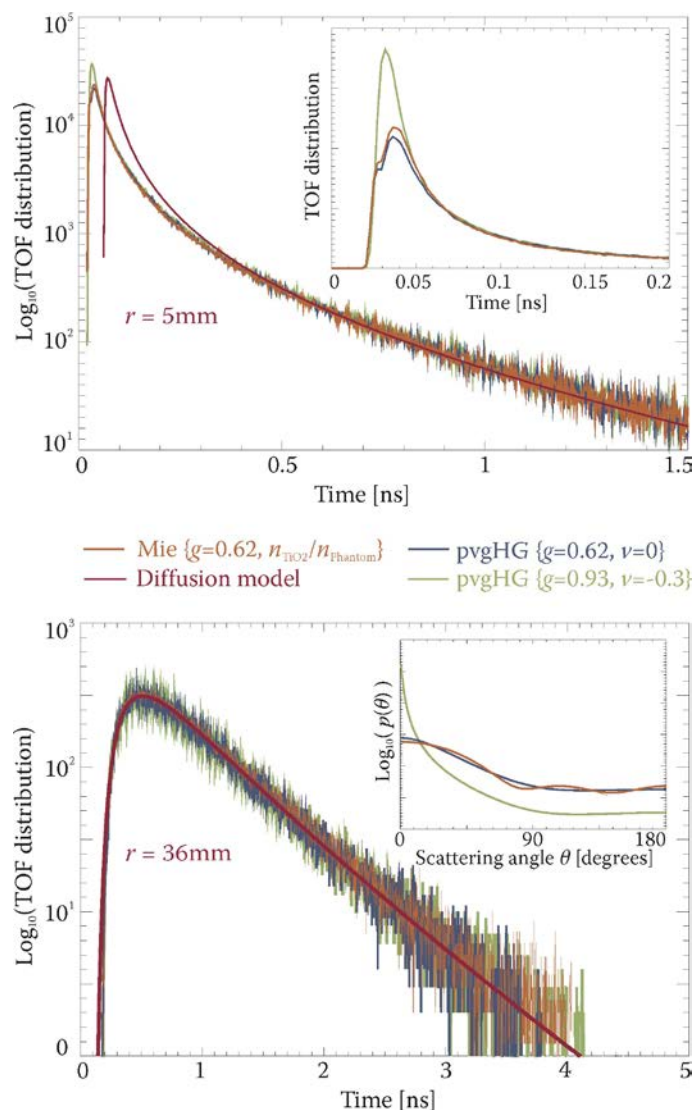 10⁵
10⁴
10³
10²
10¹
Log₁₀(TOF distribution)
r = 5mm
0
0.5
1
1.5
Time [ns]
TOF distribution
0
0.05
0.1
0.15
0.2
Time [ns]
Mie {g=0.62, n_TiO2/n_Phantom}
pvgHG {g=0.62, ν=0}
Diffusion model
pvgHG {g=0.93, ν=-0.3}
10³
10²
10¹
0
Log₁₀(TOF distribution)
r = 36mm
0
1
2
3
4
5
Time [ns]
Log₁₀( p(θ) )
0
90
180
Scattering angle θ [degrees]